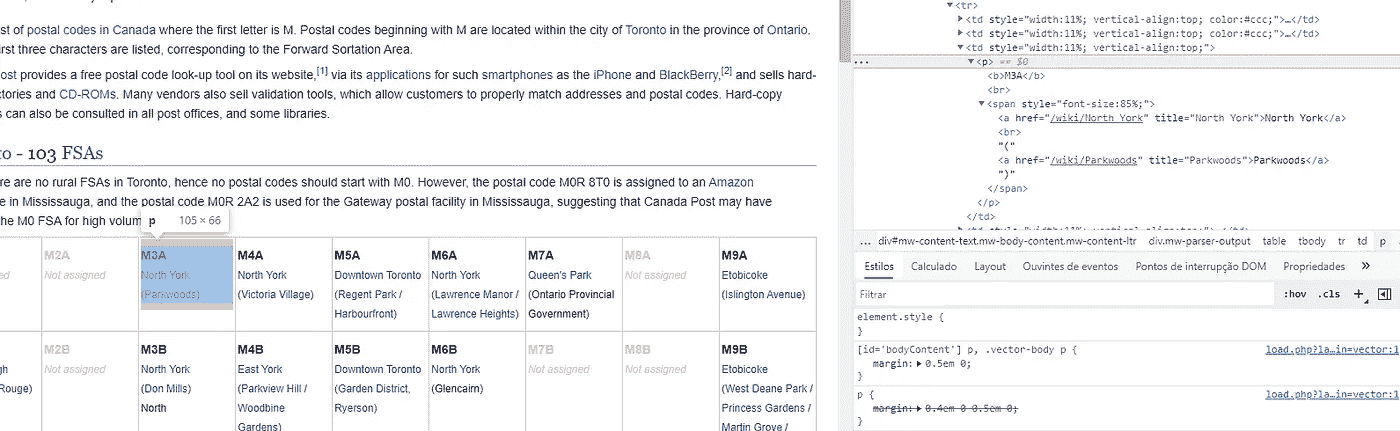 st of postal codes in Canada where the first letter is M. Postal codes beginning with M are located within the city of Toronto in the province of Ontario.
irst three characters are listed, corresponding to the Forward Sortation Area.
ost provides a free postal code look-up tool on its website,[1] via its applications for such smartphones as the iPhone and BlackBerry,[2] and sells hard-
ctories and CD-ROMs. Many vendors also sell validation tools, which allow customers to properly match addresses and postal codes. Hard-copy
s can also be consulted in all post offices, and some libraries.
to - 103 FSAs
re are no rural FSAs in Toronto, hence no postal codes should start with M0. However, the postal code M0R 8T0 is assigned to an Amazon
e in Mississauga, and the postal code M0R 2A2 is used for the Gateway postal facility in Mississauga, suggesting that Canada Post may have
the M0 FSA for high volum
p 105 × 66
ed
M2A
Not assigned
M3A
North York
(Parkwoods)
M4A
North York
(Victoria Village)
M5A
Downtown Toronto
(Regent Park /
Harbourfront)
M6A
North York
(Lawrence Manor /
Lawrence Heights)
M7A
Queen's Park
(Ontario Provincial
Government)
M8A
Not assigned
M9A
Etobicoke
(Islington Avenue)
gh
Rouge)
M2B
Not assigned
M3B
North York
(Don Mills)
North
M4B
East York
(Parkview Hill /
Woodbine
Gardens)
M5B
Downtown Toronto
(Garden District,
Ryerson)
M6B
North York
(Glencairn)
M7B
Not assigned
M8B
Not assigned
M9B
Etobicoke
(West Deane Park /
Princess Gardens /
Martin Grove /
▼<tr>
▶<td style="width:11%; vertical-align:top; color:#ccc;">…</td>
▶<td style="width:11%; vertical-align:top; color:#ccc;">…</td>
▼<td style="width:11%; vertical-align:top;">
… ▼<p> == $0
<b>M3A</b>
<br>
▼<span style="font-size:85%;">
<a href="/wiki/North_York" title="North York">North York</a>
<br>
"("
<a href="/wiki/Parkwoods" title="Parkwoods">Parkwoods</a>
")"
</span>
</p>
</td>
… div#mw-content-text.mw-body-content.mw-content-ltr div.mw-parser-output table tbody tr td p
Estilos Calculado Layout Ouvintes de eventos Pontos de interrupção DOM Propriedades »
Filtrar :hov .cls +
element.style {
}
[id='bodyContent'] p, .vector-body p { load.php?la…in=vector:1
margin: ▶ 0.5em 0;
}
p { load.php?la…in=vector:1
margin: ▶ 0.4em 0 0.5em 0;
}